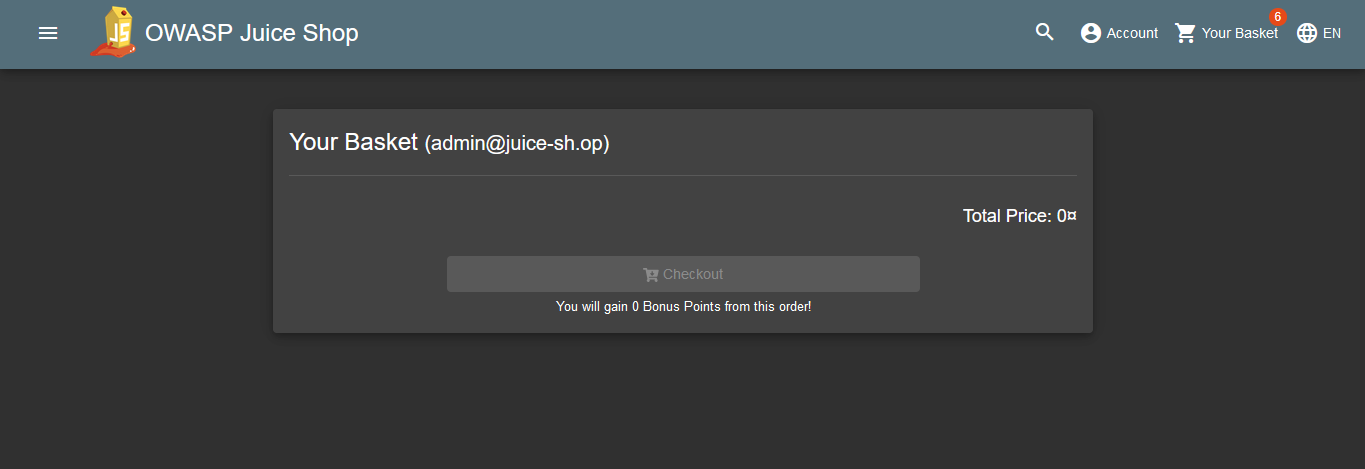 JS OWASP Juice Shop Account Your Basket 6 EN
Your Basket (admin@juice-sh.op)
Total Price: 0¤
Checkout
You will gain 0 Bonus Points from this order!